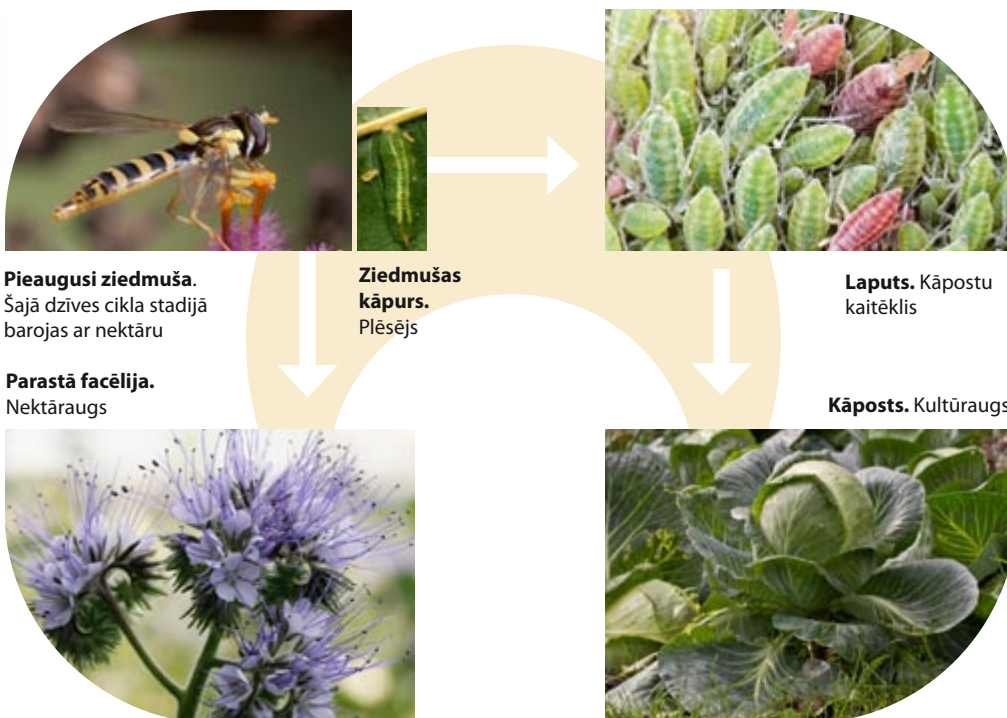 Pieaugusi ziedmuša.
Šajā dzīves cikla stadijā
barojas ar nektāru
Ziedmušas
kāpurs.
Plēsējs
Laputs. Kāpostu
kaitēklis
Parastā facēlija.
Nektāraugs
Kāposts. Kultūraugs